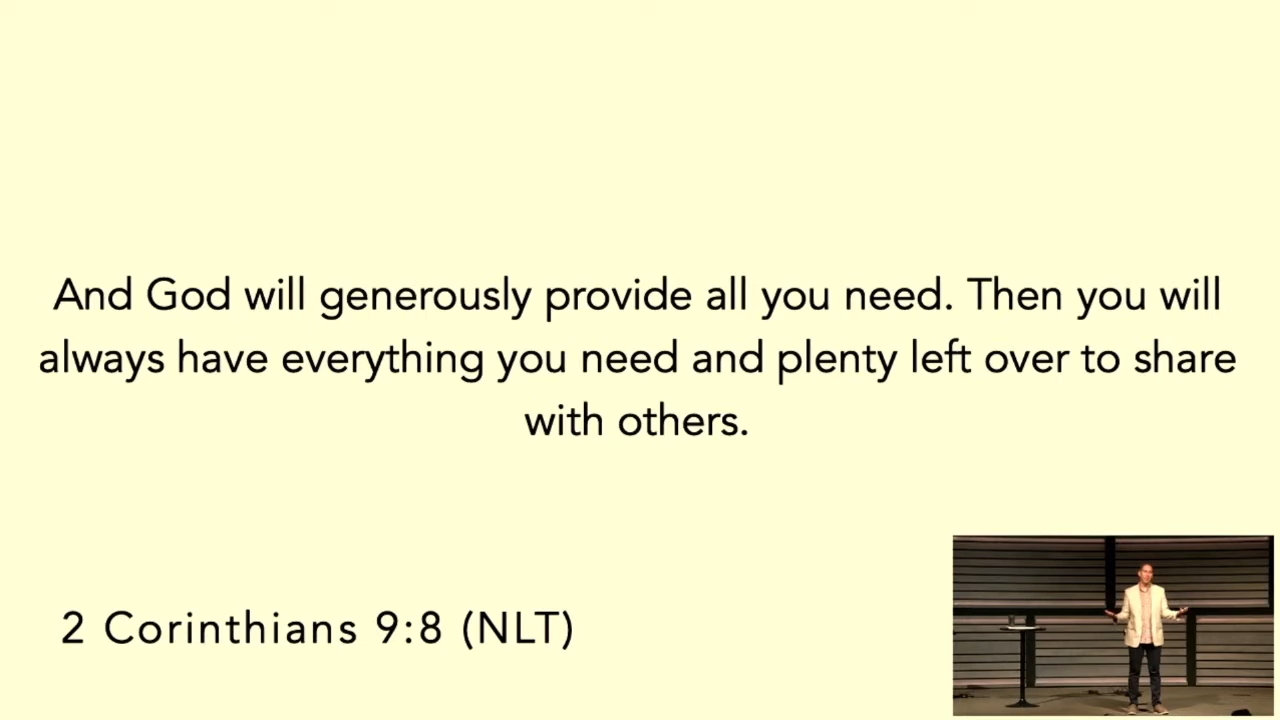 And God will generously provide all you need. Then you will
always have everything you need and plenty left over to share
with others.
2 Corinthians 9:8 (NLT)